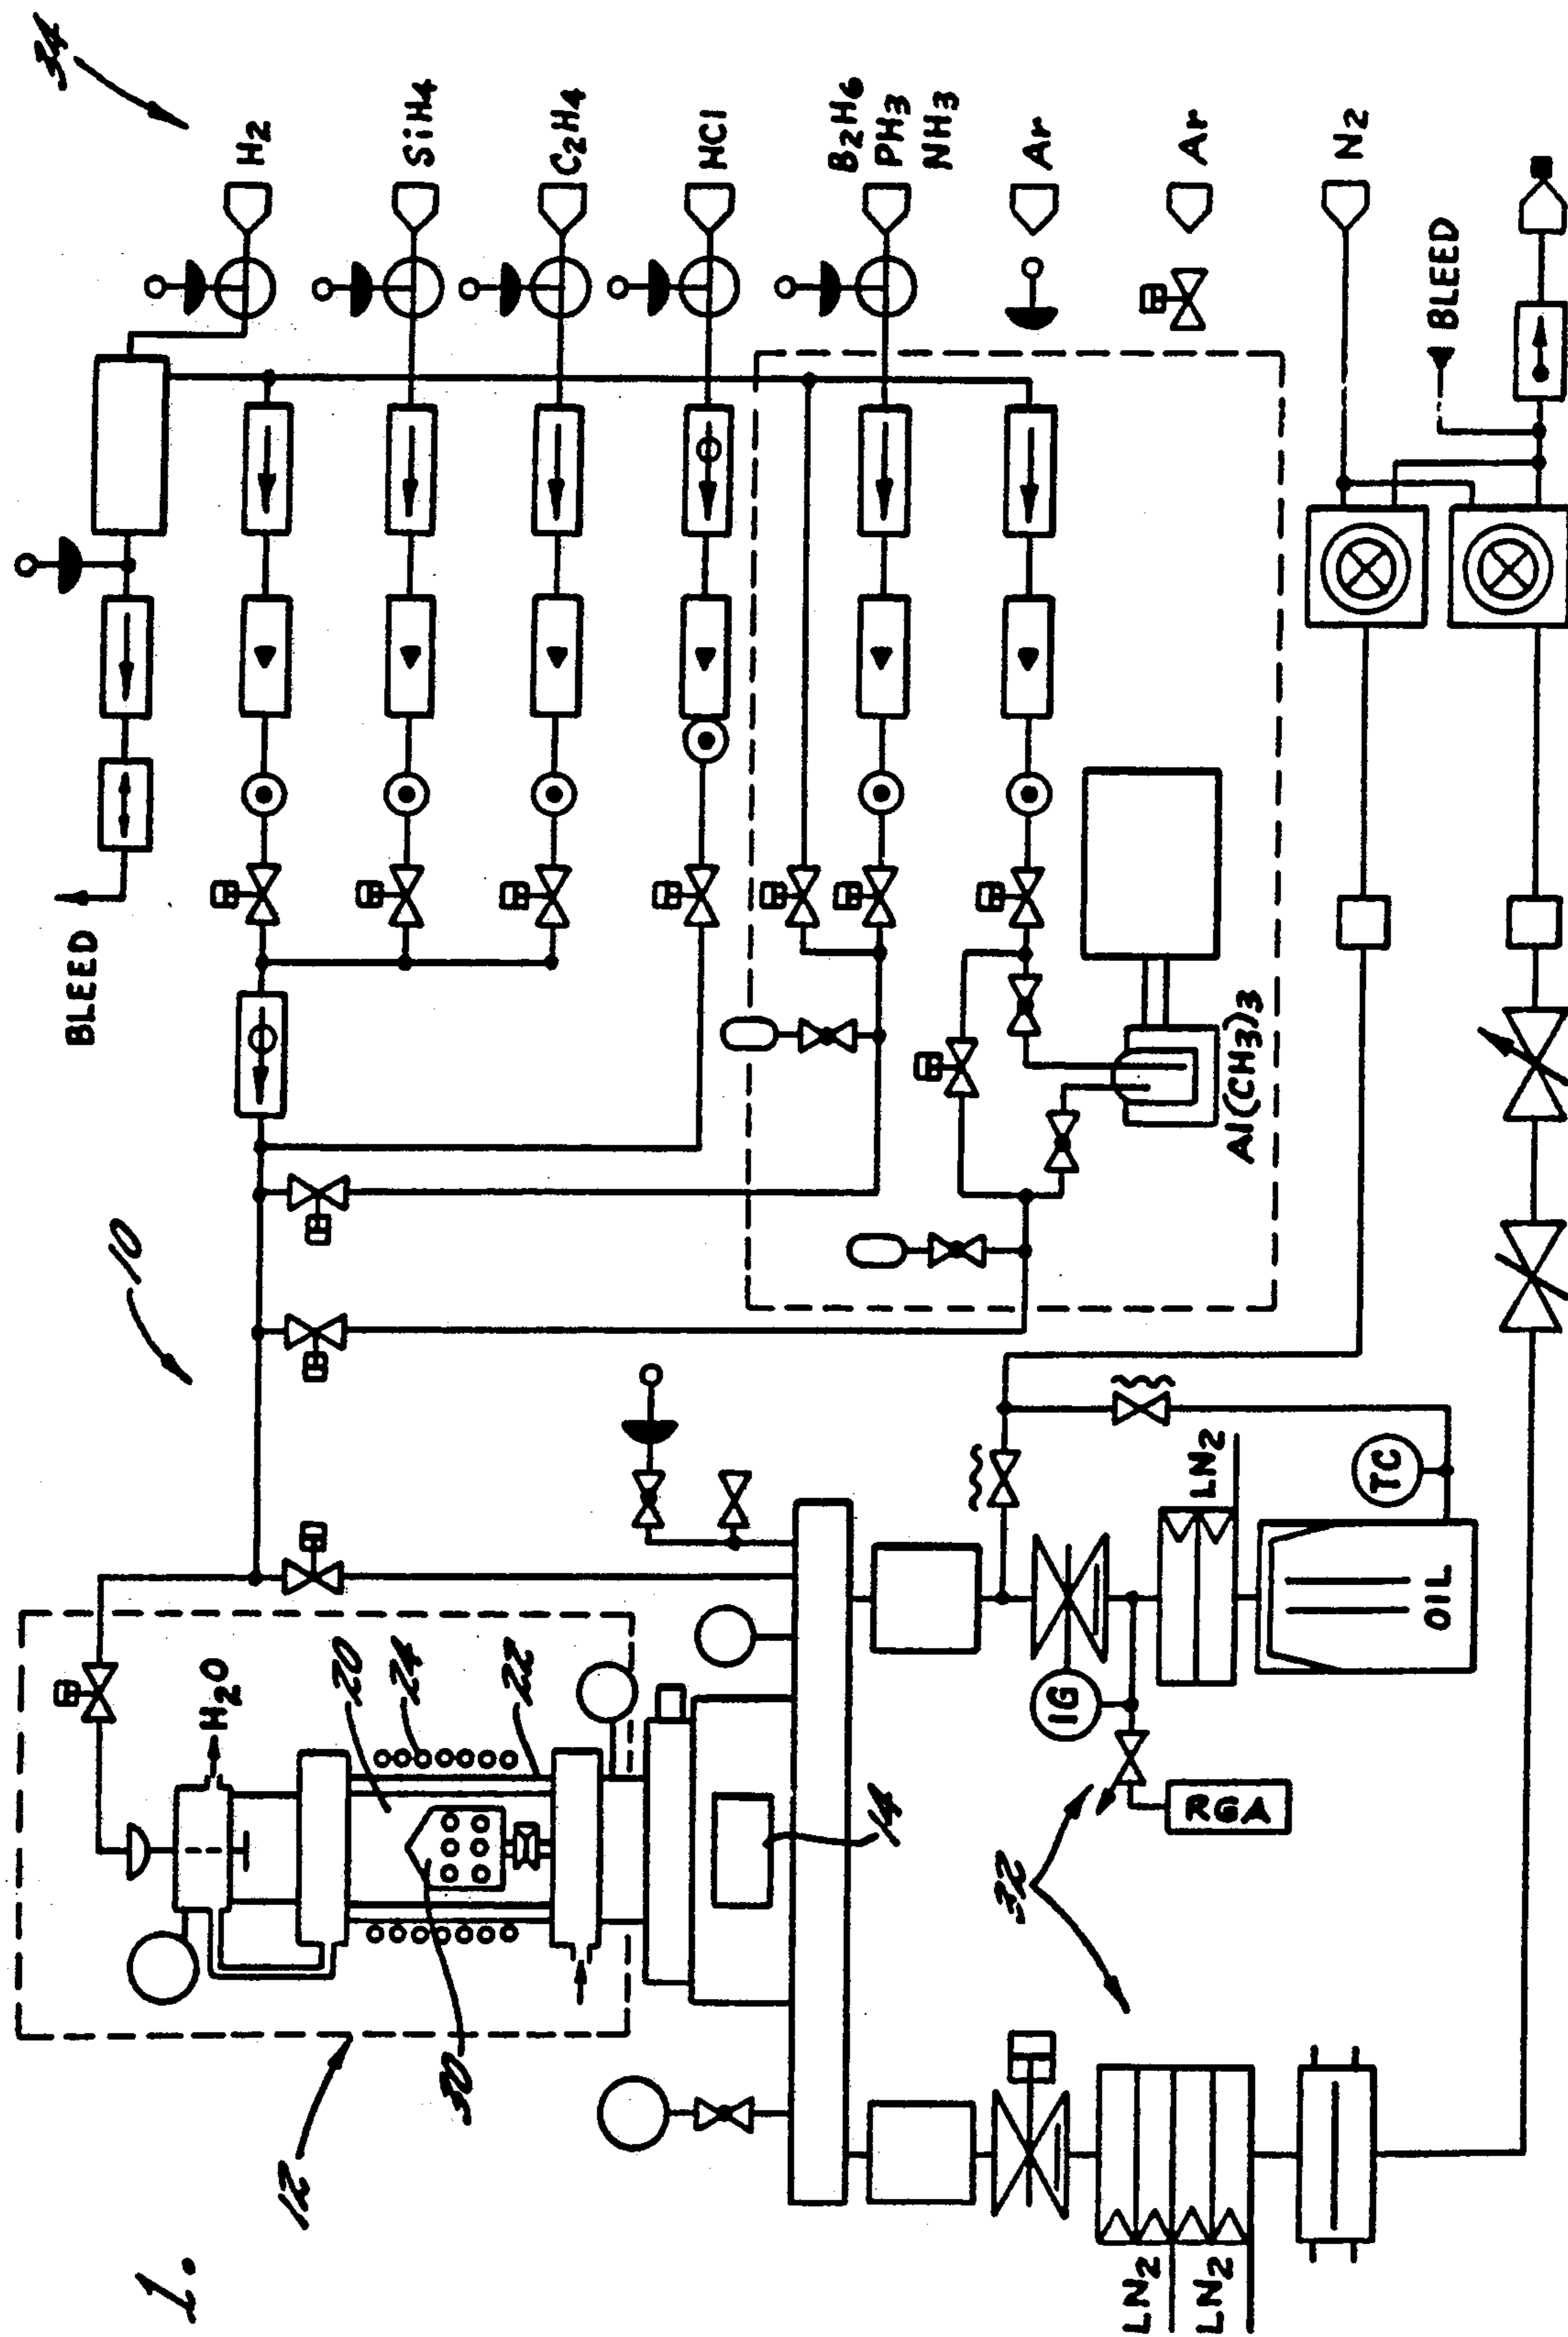 34
H2
SiH4
C2H4
HCl
B2H6
PH3
NH3
Ar
Ar
N2
BLEED
BLEED
10
Al(CH3)3
H2O
20
24
22
30
12
14
IG
RGA
32
LN2
OIL
TC
LN2
LN2
1.